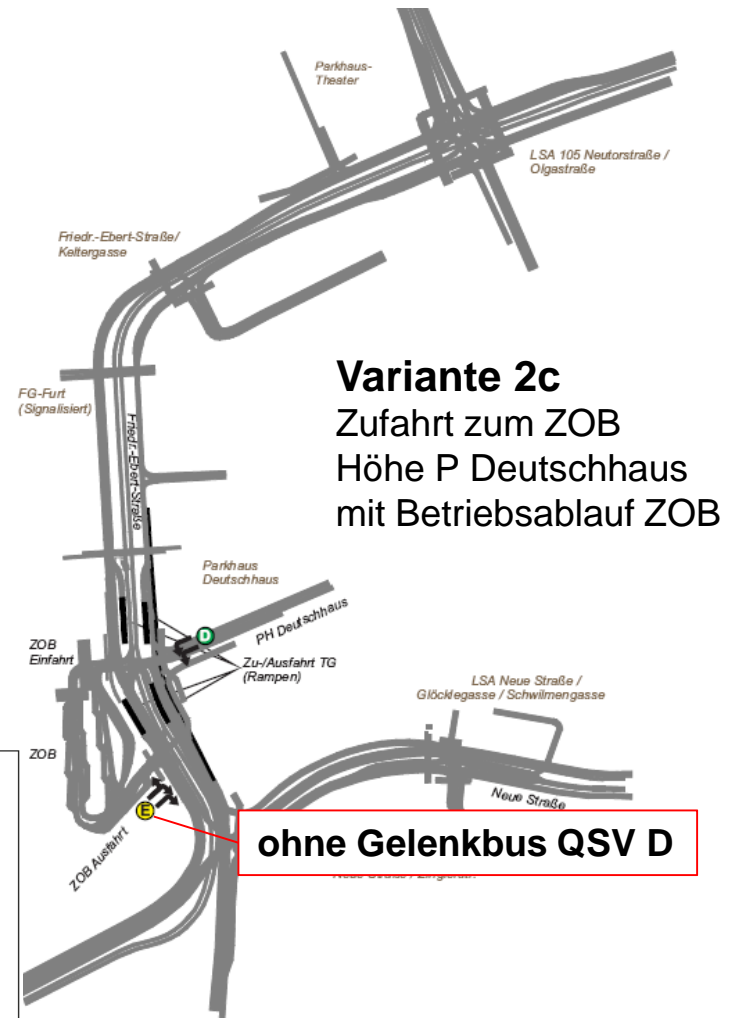 Parkhaus-
Theater
LSA 105 Neutorstraße /
Olgastraße
Friedr.-Ebert-Straße/
Keltergasse
Variante 2c
Zufahrt zum ZOB
Höhe P Deutschhaus
mit Betriebsablauf ZOB
FG-Furt
(Signalisiert)
Friedr.-Ebert-Straße
Parkhaus
Deutschhaus
D
PH Deutschhaus
ZOB
Einfahrt
Zu-/Ausfahrt TG
(Rampen)
LSA Neue Straße /
Glöcklegasse / Schwilmengasse
ZOB
Neue Straße
E
ZOB Ausfahrt
ohne Gelenkbus QSV D